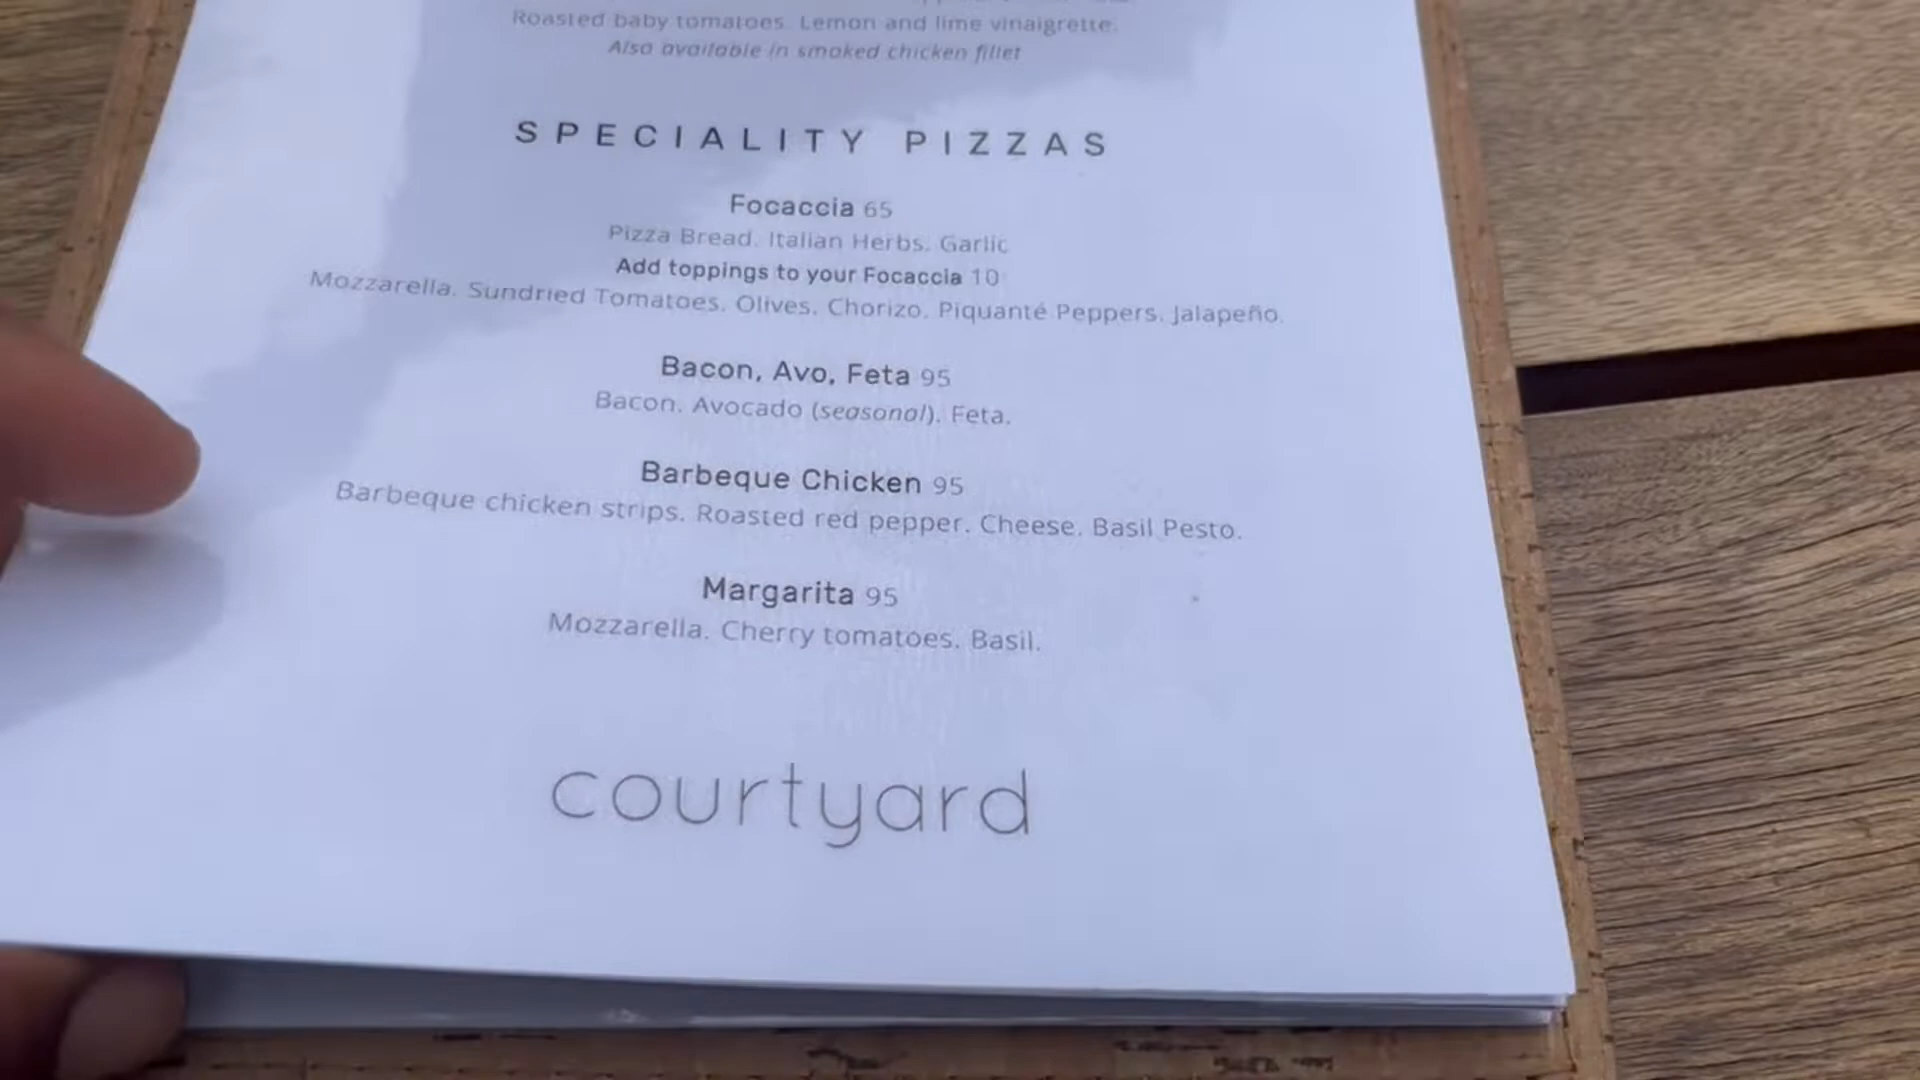 Roasted baby tomatoes. Lemon and lime vinaigrette.
Also available in smoked chicken fillet
SPECIALITY PIZZAS
Focaccia 65
Pizza Bread. Italian Herbs. Garlic
Add toppings to your Focaccia 10
Mozzarella. Sundried Tomatoes. Olives. Chorizo. Piquanté Peppers. Jalapeño.
Bacon, Avo, Feta 95
Bacon. Avocado (seasonal). Feta.
Barbeque Chicken 95
Barbeque chicken strips. Roasted red pepper. Cheese. Basil Pesto.
Margarita 95
Mozzarella. Cherry tomatoes. Basil.
courtyard